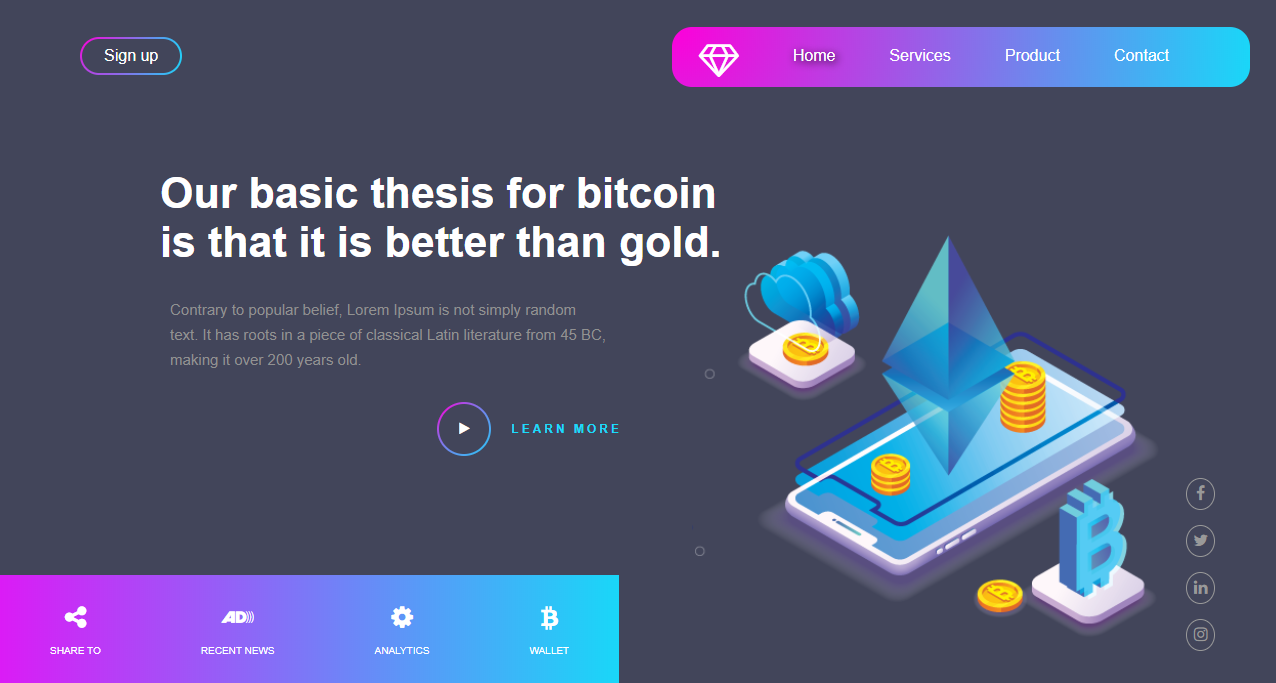 Sign up
Home Services Product Contact
Our basic thesis for bitcoin
is that it is better than gold.
Contrary to popular belief, Lorem Ipsum is not simply random
text. It has roots in a piece of classical Latin literature from 45 BC,
making it over 200 years old.
LEARN MORE
AD
SHARE TO RECENT NEWS ANALYTICS WALLET